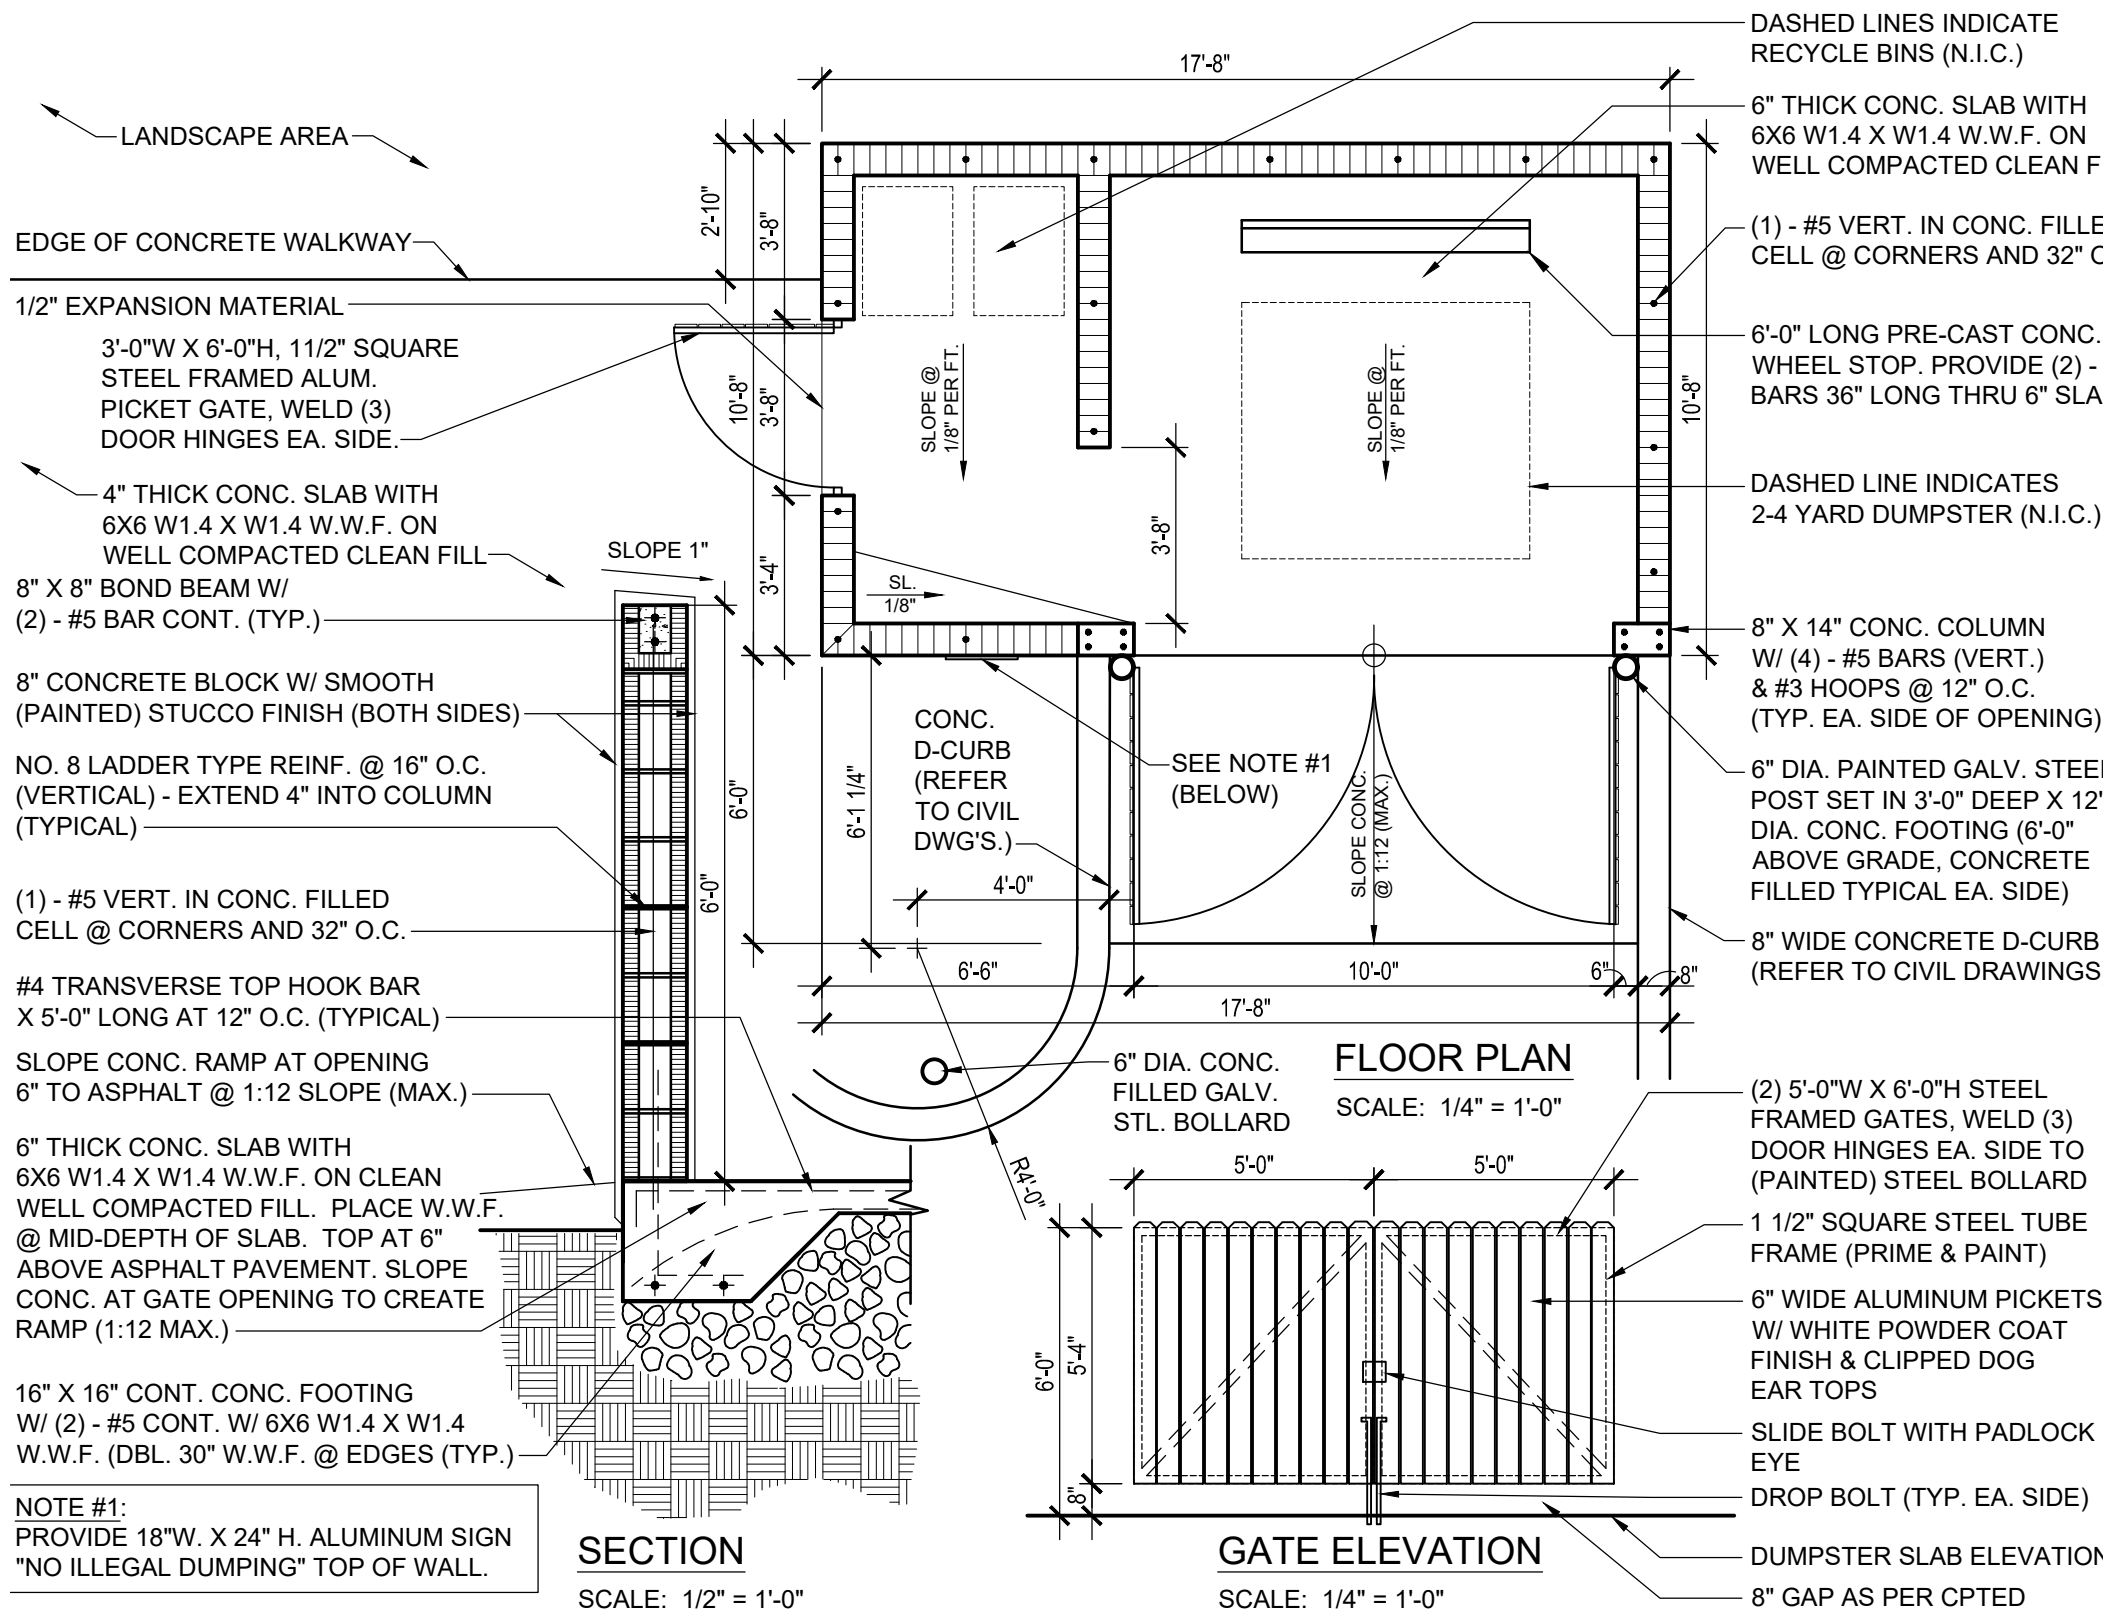 LANDSCAPE AREA
EDGE OF CONCRETE WALKWAY
1/2" EXPANSION MATERIAL
3'-0"W X 6'-0"H, 11/2" SQUARE
STEEL FRAMED ALUM.
PICKET GATE, WELD (3)
DOOR HINGES EA. SIDE.
4" THICK CONC. SLAB WITH
6X6 W1.4 X W1.4 W.W.F. ON
WELL COMPACTED CLEAN FILL
8" X 8" BOND BEAM W/
(2) - #5 BAR CONT. (TYP.)
8" CONCRETE BLOCK W/ SMOOTH
(PAINTED) STUCCO FINISH (BOTH SIDES)
NO. 8 LADDER TYPE REINF. @ 16" O.C.
(VERTICAL) - EXTEND 4" INTO COLUMN
(TYPICAL)
(1) - #5 VERT. IN CONC. FILLED
CELL @ CORNERS AND 32" O.C.
#4 TRANSVERSE TOP HOOK BAR
X 5'-0" LONG AT 12" O.C. (TYPICAL)
SLOPE CONC. RAMP AT OPENING
6" TO ASPHALT @ 1:12 SLOPE (MAX.)
6" THICK CONC. SLAB WITH
6X6 W1.4 X W1.4 W.W.F. ON CLEAN
WELL COMPACTED FILL. PLACE W.W.F.
@ MID-DEPTH OF SLAB. TOP AT 6"
ABOVE ASPHALT PAVEMENT. SLOPE
CONC. AT GATE OPENING TO CREATE
RAMP (1:12 MAX.)
16" X 16" CONT. CONC. FOOTING
W/ (2) - #5 CONT. W/ 6X6 W1.4 X W1.4
W.W.F. (DBL. 30" W.W.F. @ EDGES (TYP.)
NOTE #1:
PROVIDE 18"W. X 24" H. ALUMINUM SIGN
"NO ILLEGAL DUMPING" TOP OF WALL.
SLOPE 1"
6'-0"
SECTION
SCALE: 1/2" = 1'-0"
17'-8"
2'-10"
3'-8"
10'-8"
3'-8"
3'-4"
SLOPE @
1/8" PER FT.
SLOPE @
1/8" PER FT.
10'-8"
3'-8"
SL.
1/8"
6'-0"
6'-1 1/4"
CONC.
D-CURB
(REFER
TO CIVIL
DWG'S.)
SEE NOTE #1
(BELOW)
SLOPE CONC.
@ 1:12 (MAX.)
4'-0"
6'-6"
10'-0"
6"
8"
17'-8"
R4'-0"
6" DIA. CONC.
FILLED GALV.
STL. BOLLARD
FLOOR PLAN
SCALE: 1/4" = 1'-0"
5'-0"
5'-0"
6'-0"
5'-4"
8"
GATE ELEVATION
SCALE: 1/4" = 1'-0"
DASHED LINES INDICATE
RECYCLE BINS (N.I.C.)
6" THICK CONC. SLAB WITH
6X6 W1.4 X W1.4 W.W.F. ON
WELL COMPACTED CLEAN
(1) - #5 VERT. IN CONC.
CELL @ CORNERS AND 32"
6'-0" LONG PRE-CAST CONC.
WHEEL STOP. PROVIDE (2) -
BARS 36" LONG THRU 6"
DASHED LINE INDICATES
2-4 YARD DUMPSTER (N.I.C.)
8" X 14" CONC. COLUMN
W/ (4) - #5 BARS (VERT.)
& #3 HOOPS @ 12" O.C.
(TYP. EA. SIDE OF OPENING)
6" DIA. PAINTED GALV. STEEL
POST SET IN 3'-0" DEEP X 12"
DIA. CONC. FOOTING (6'-0"
ABOVE GRADE, CONCRETE
FILLED TYPICAL EA. SIDE)
8" WIDE CONCRETE D-CURB
(REFER TO CIVIL DRAWINGS
(2) 5'-0"W X 6'-0"H STEEL
FRAMED GATES, WELD (3)
DOOR HINGES EA. SIDE TO
(PAINTED) STEEL BOLLARD
1 1/2" SQUARE STEEL TUBE
FRAME (PRIME & PAINT)
6" WIDE ALUMINUM PICKETS
W/ WHITE POWDER COAT
FINISH & CLIPPED DOG
EAR TOPS
SLIDE BOLT WITH PADLOCK
EYE
DROP BOLT (TYP. EA. SIDE)
DUMPSTER SLAB ELEVATION
8" GAP AS PER CPTED